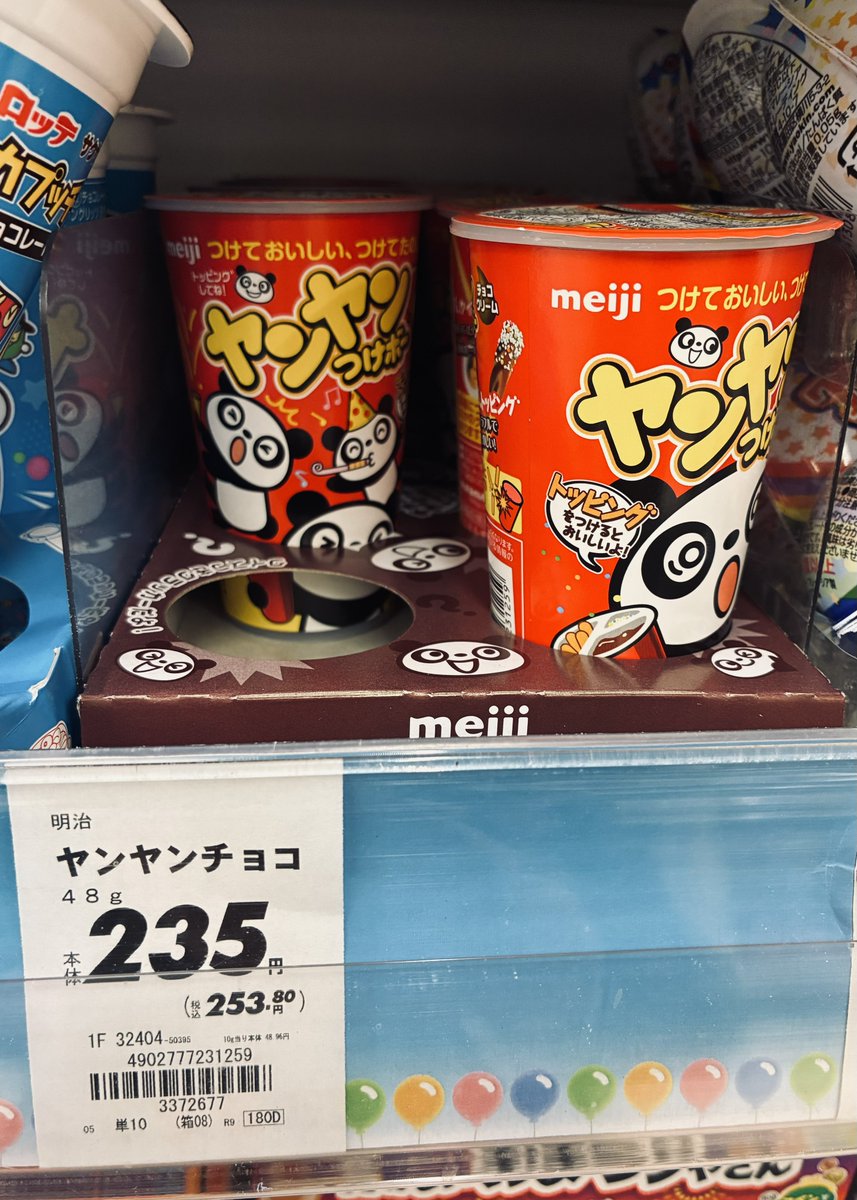 ロッテ
カプッ
meiji
つけておいしい、つけてた
トッピング
してね!
ヤンヤン
つけボー
meiji
つけておいしい、つけ
チョコ
クリーム
トッピング
ヤンヤ
つけ
トッピング
をつけると
おいしいよ!
meiji
明治
ヤンヤンチョコ
48g
本体 235円
(税込 253.80円)
1F 32404-50395 10g当り本体 48.96円
4902777231259
3372677
05 単10 (箱08) R9 180D